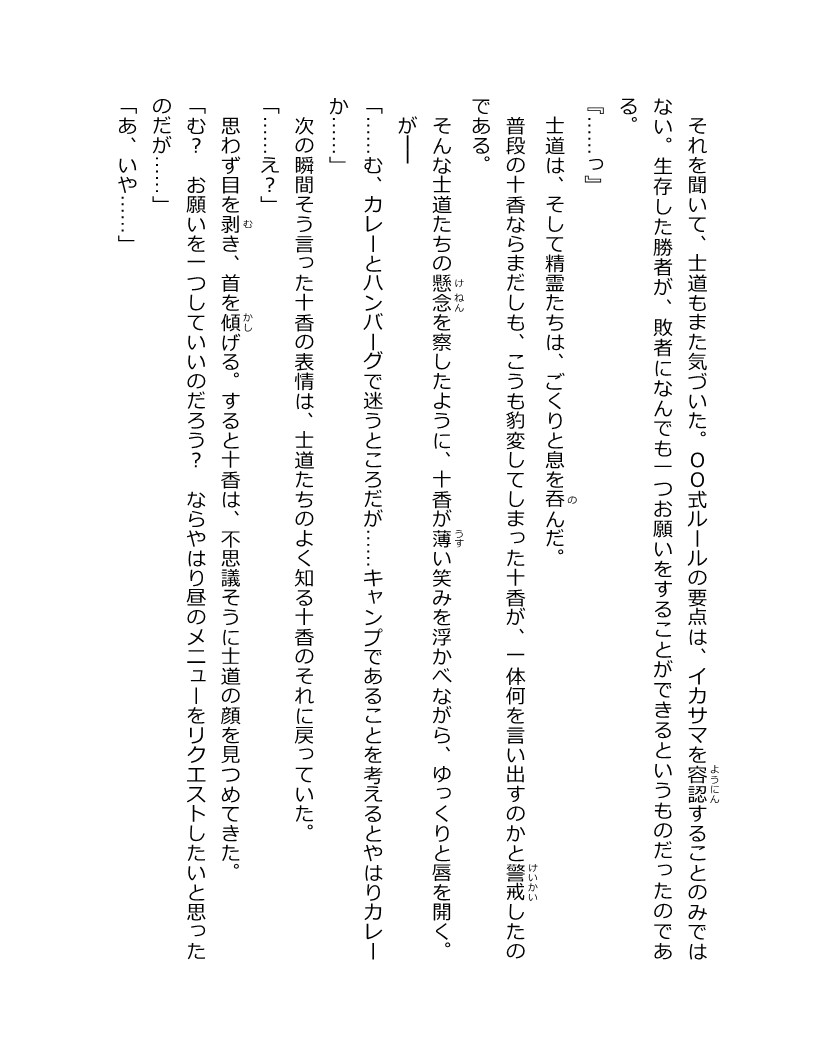 それを聞いて、士道もまた気づいた。〇〇式ルールの要点は、イカサマを容認することのみでは
ない。生存した勝者が、敗者になんでも一つお願いをすることができるというものだったのであ
る。
『……っ』
　士道は、そして精霊たちは、ごくりと息を呑んだ。
　普段の十香ならまだしも、こうも豹変してしまった十香が、一体何を言い出すのかと警戒したの
である。
　そんな士道たちの懸念を察したように、十香が薄い笑みを浮かべながら、ゆっくりと唇を開く。
　が──
「……む、カレーとハンバーグで迷うところだが……キャンプであることを考えるとやはりカレー
か……」
　次の瞬間そう言った十香の表情は、士道たちのよく知る十香のそれに戻っていた。
「……え？」
　思わず目を剥き、首を傾げる。すると十香は、不思議そうに士道の顔を見つめてきた。
「む？　お願いを一つしていいのだろう？　ならやはり昼のメニューをリクエストしたいと思った
のだが……」
「あ、いや……」